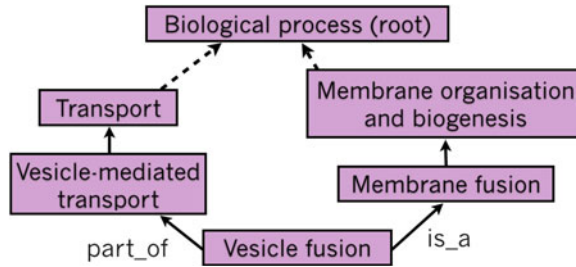 Biological process (root)
Transport
Membrane organisation
and biogenesis
Vesicle-mediated
transport
Membrane fusion
part_of
Vesicle fusion
is_a